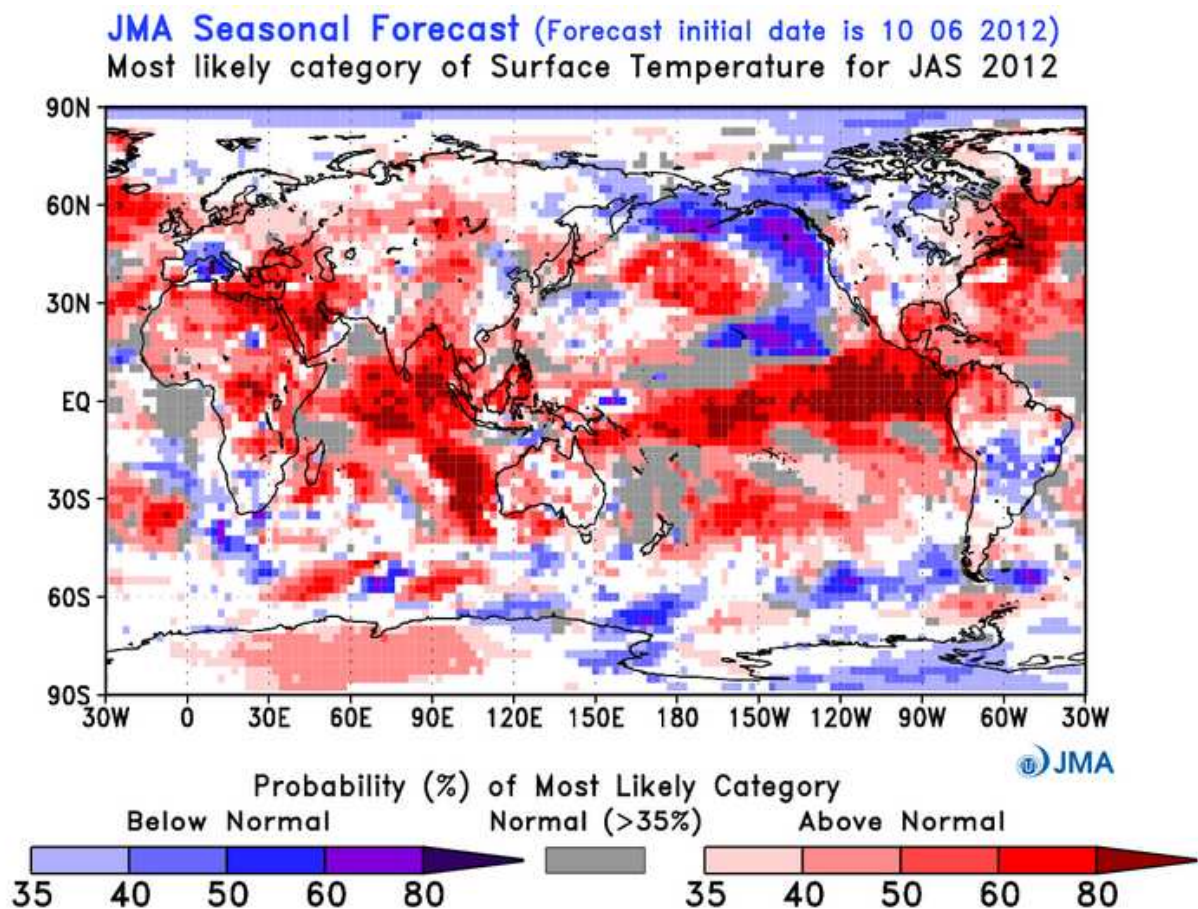 JMA Seasonal Forecast (Forecast initial date is 10 06 2012)
Most likely category of Surface Temperature for JAS 2012
90N
60N
30N
EQ
30S
60S
90S
30W 0 30E 60E 90E 120E 150E 180 150W 120W 90W 60W 30W
JMA
Probability (%) of Most Likely Category
Below Normal Normal (>35%) Above Normal
35 40 50 60 80 35 40 50 60 80